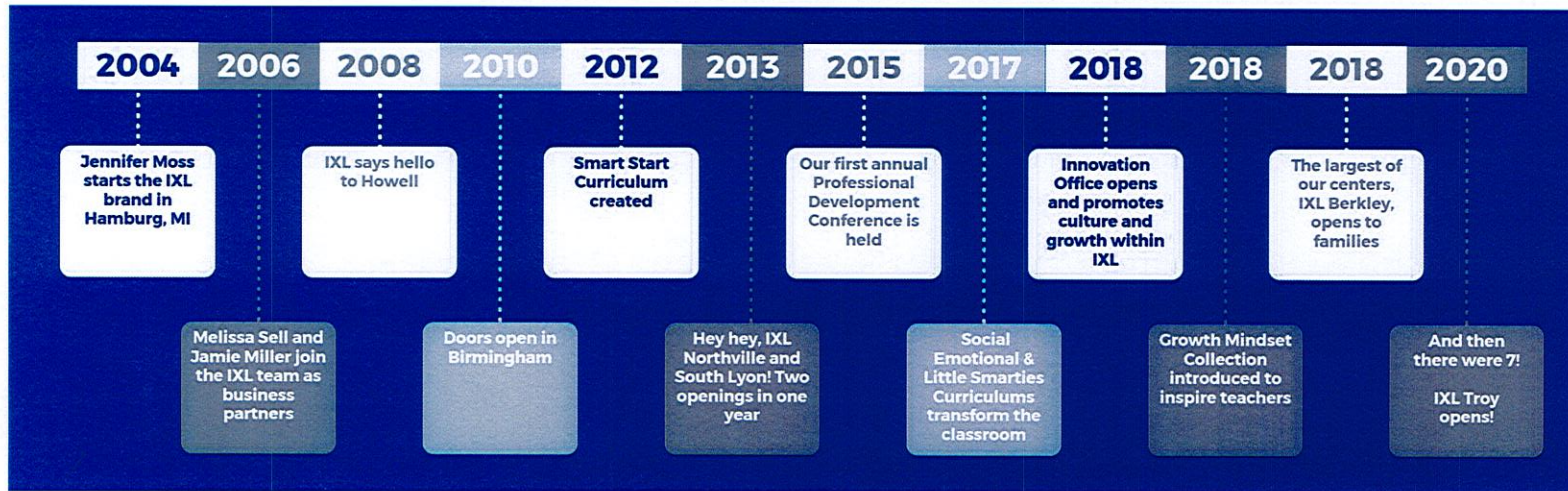 2004 2006 2008 2010 2012 2013 2015 2017 2018 2018 2018 2020
Jennifer Moss
starts the IXL
brand in
Hamburg, MI
IXL says hello
to Howell
Smart Start
Curriculum
created
Our first annual
Professional
Development
Conference is
held
Innovation
Office opens
and promotes
culture and
growth within
IXL
The largest of
our centers,
IXL Berkley,
opens to
families
Melissa Sell and
Jamie Miller join
the IXL team as
business
partners
Doors open in
Birmingham
Hey hey, IXL
Northville and
South Lyon! Two
openings in one
year
Social
Emotional &
Little Smarties
Curriculums
transform the
classroom
Growth Mindset
Collection
introduced to
inspire teachers
And then
there were 7!
IXL Troy
opens!